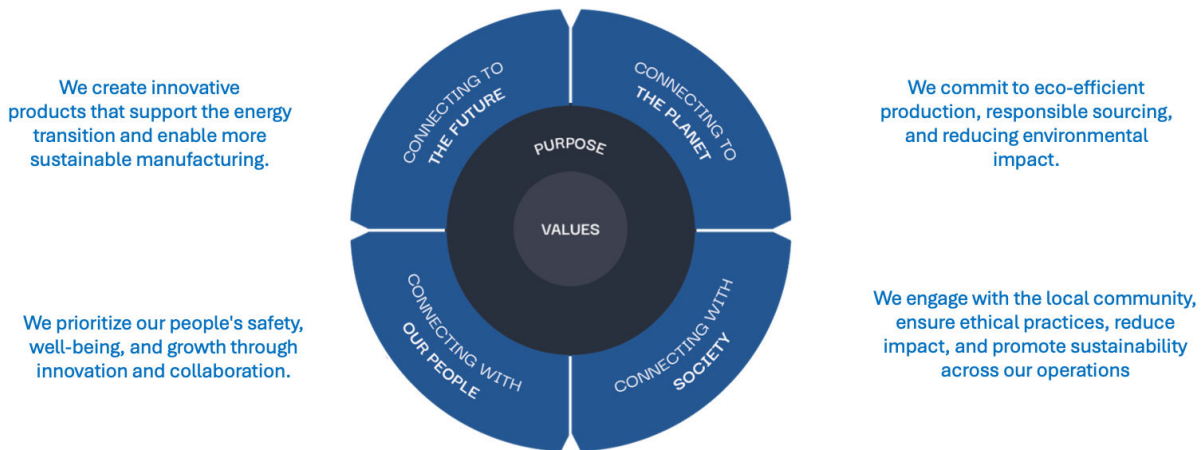 We create innovative
products that support the energy
transition and enable more
sustainable manufacturing.
CONNECTING TO
THE FUTURE
CONNECTING TO
THE PLANET
We commit to eco-efficient
production, responsible sourcing,
and reducing environmental
impact.
PURPOSE
VALUES
We prioritize our people's safety,
well-being, and growth through
innovation and collaboration.
CONNECTING WITH
OUR PEOPLE
CONNECTING WITH
SOCIETY
We engage with the local community,
ensure ethical practices, reduce
impact, and promote sustainability
across our operations